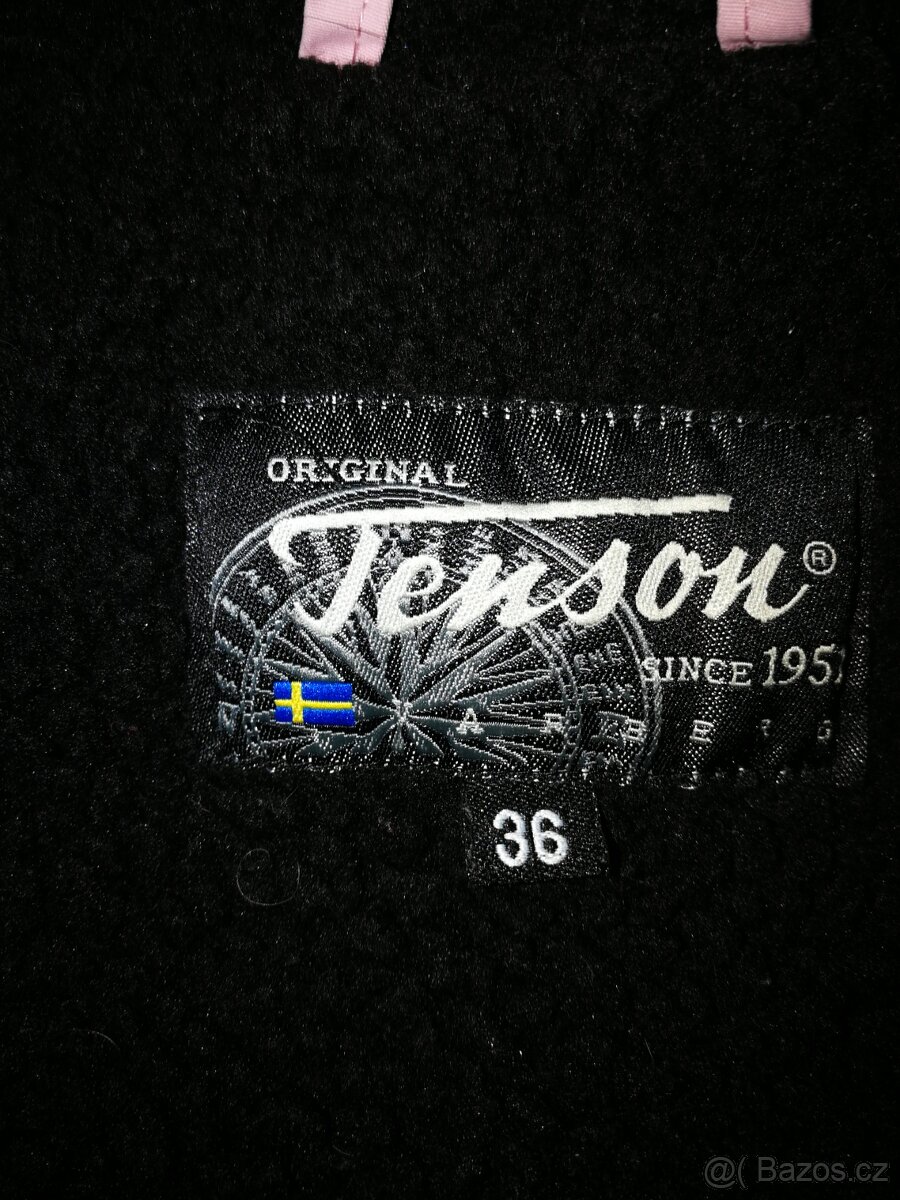 ORIGINAL
Tenson®
SINCE 1951
36
@( Bazos.cz